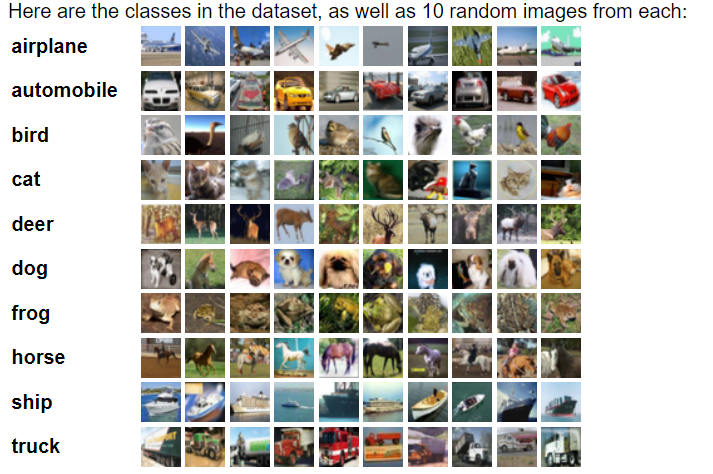 Here are the classes in the dataset, as well as 10 random images from each:
airplane
automobile
bird
cat
deer
dog
frog
horse
ship
truck